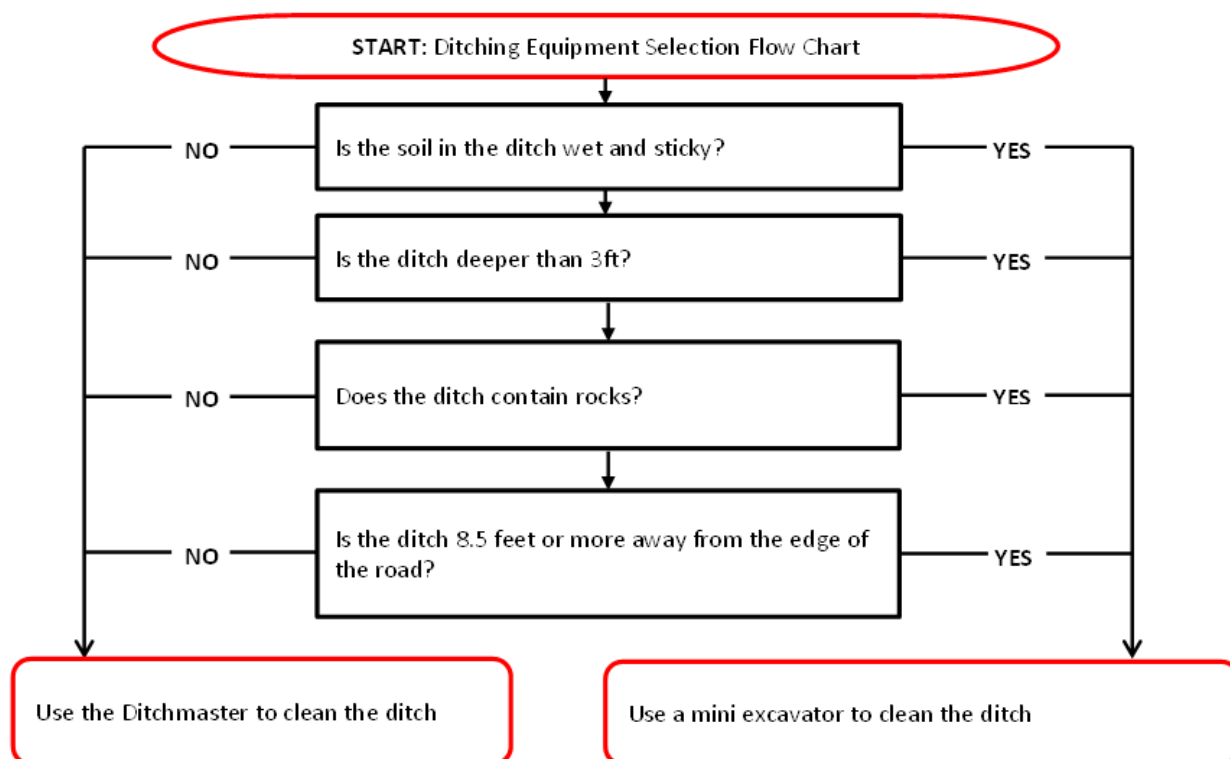 START: Ditching Equipment Selection Flow Chart
NO
Is the soil in the ditch wet and sticky?
YES
NO
Is the ditch deeper than 3ft?
YES
NO
Does the ditch contain rocks?
YES
NO
Is the ditch 8.5 feet or more away from the edge of
the road?
YES
Use the Ditchmaster to clean the ditch
Use a mini excavator to clean the ditch